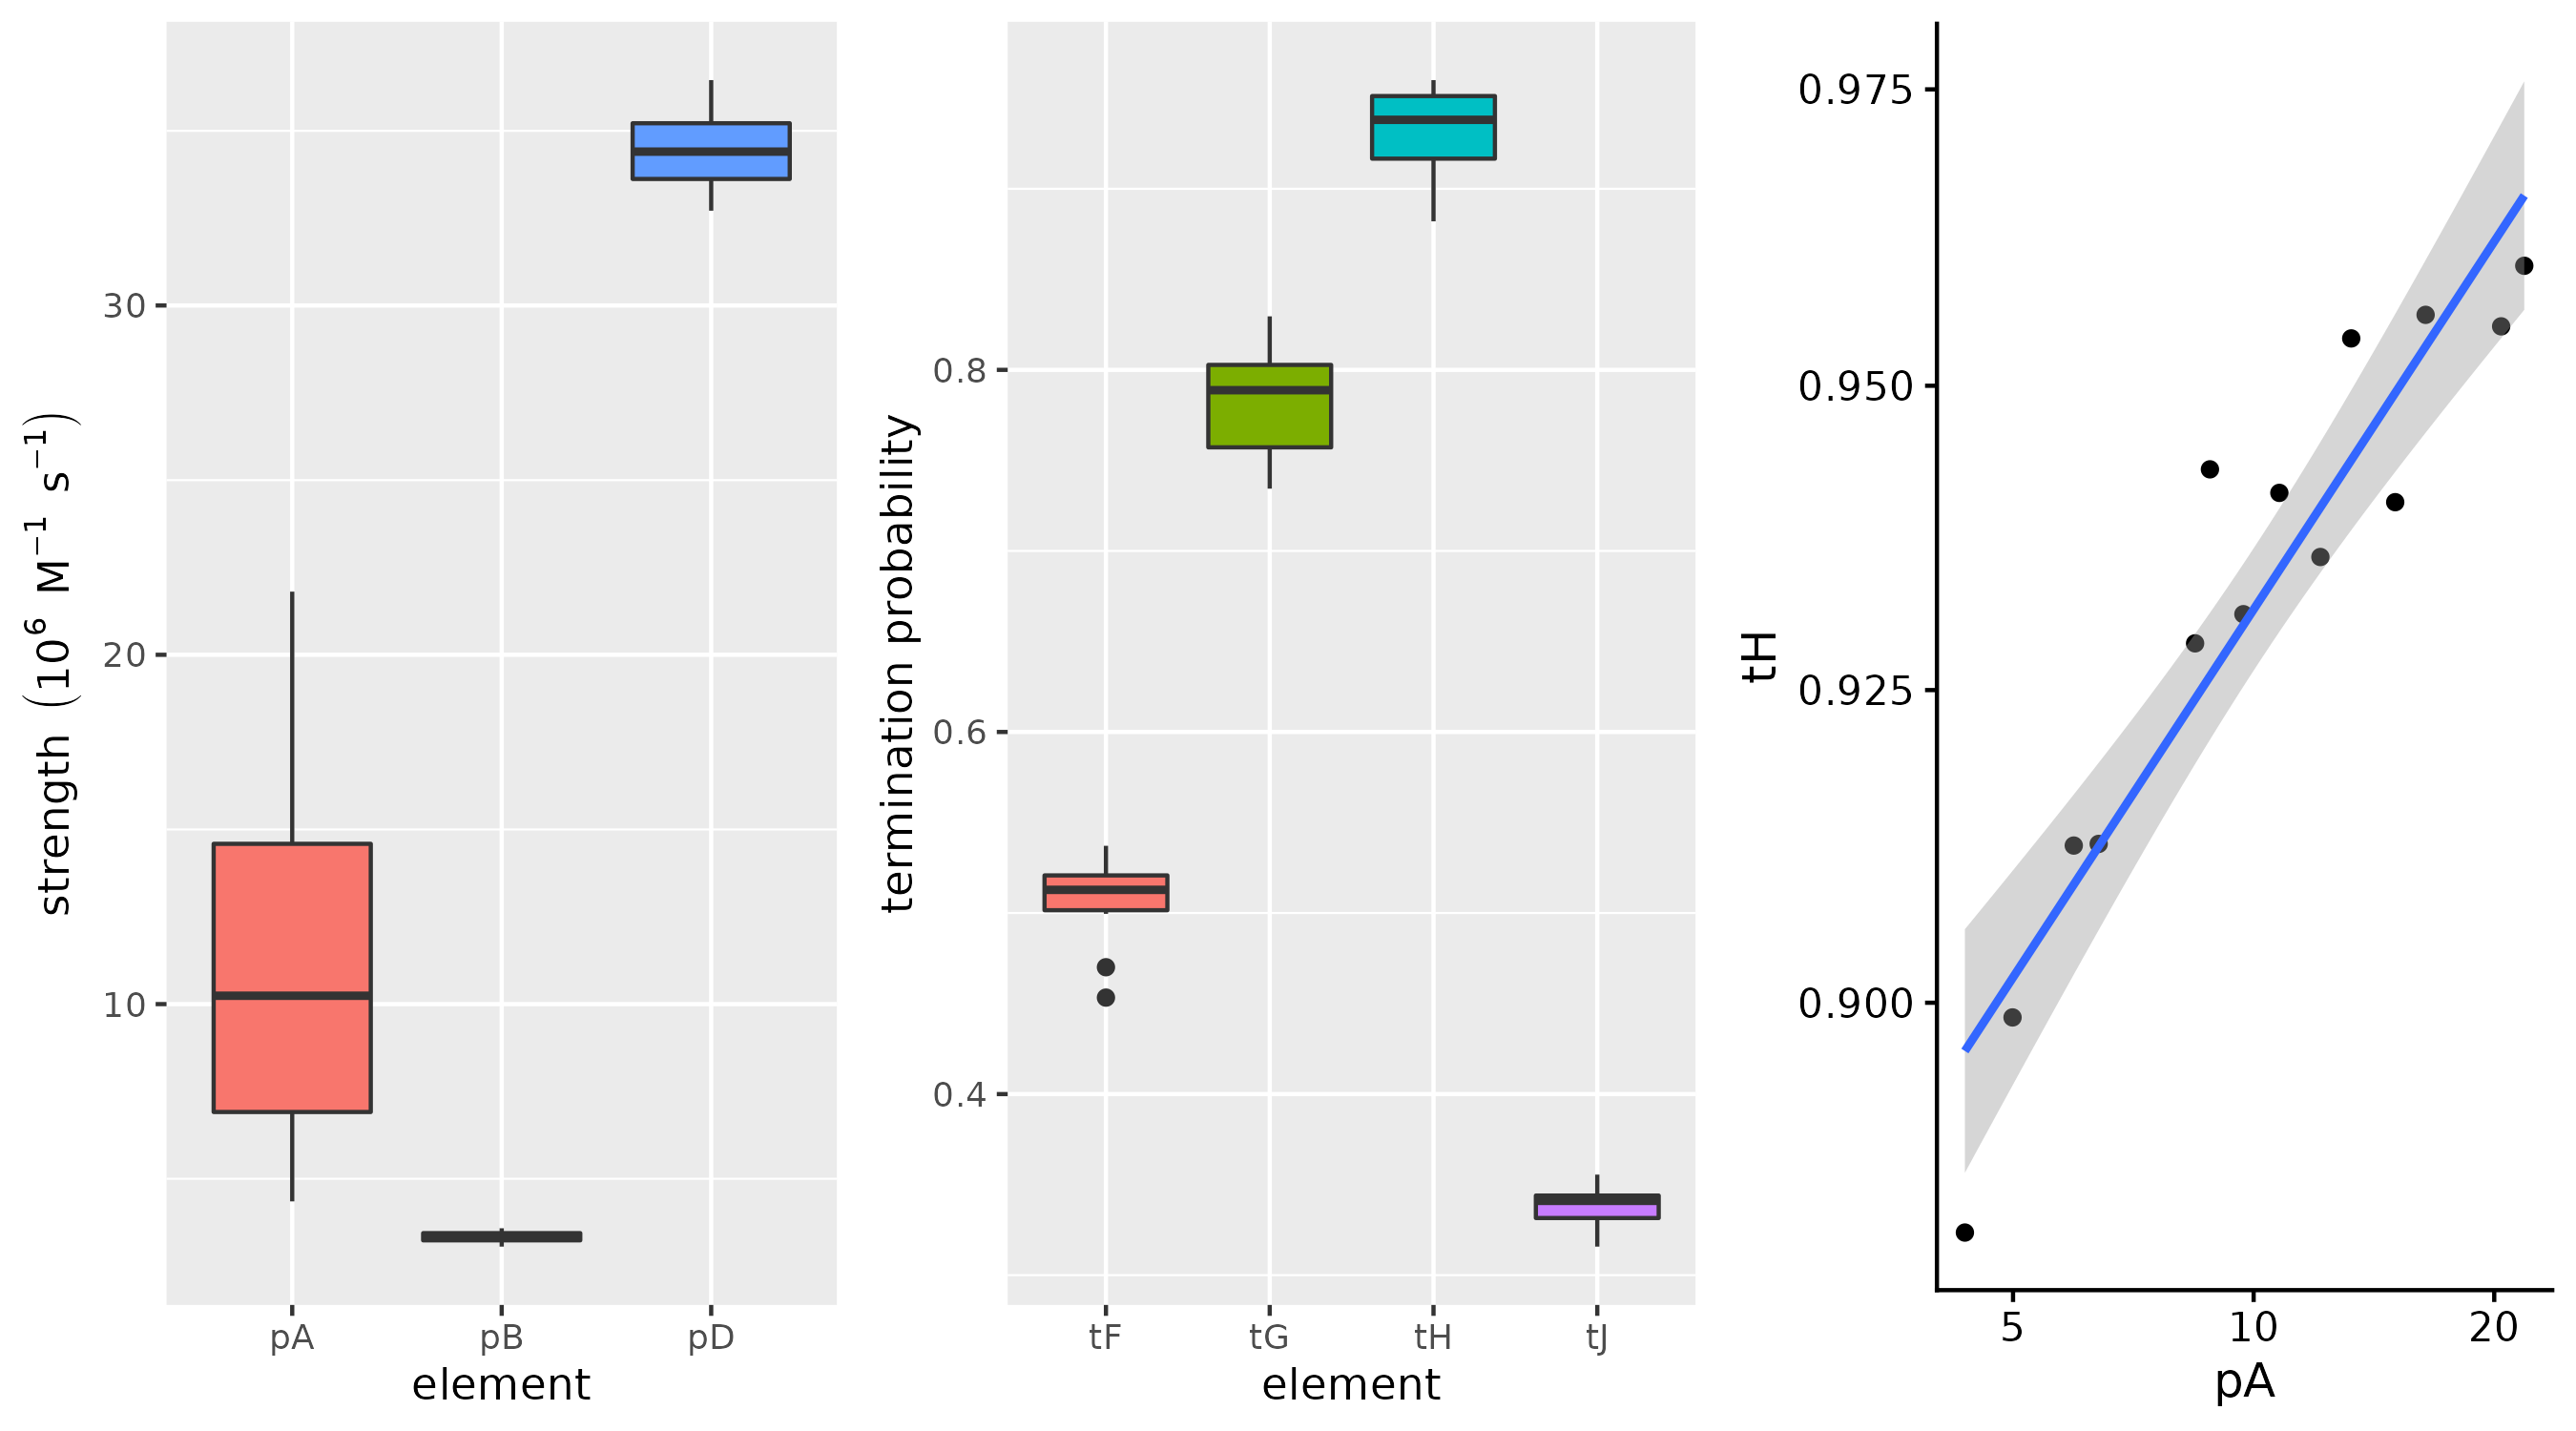 strength (10⁶ M⁻¹ s⁻¹)
30
20
10
pA pB pD
element
termination probability
0.8
0.6
0.4
tF tG tH tJ
element
tH
0.975
0.950
0.925
0.900
5 10 20
pA